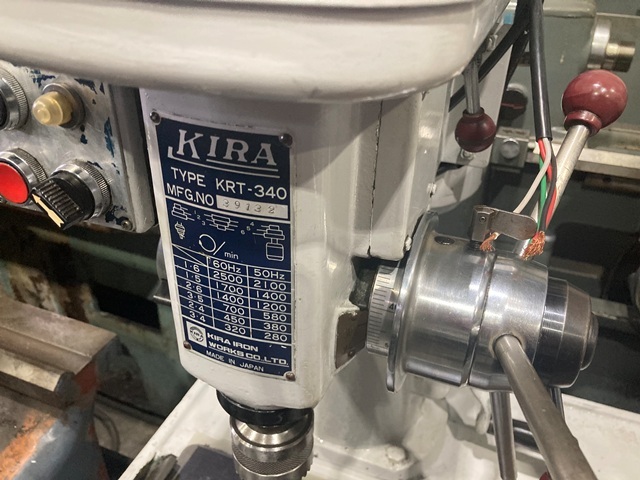 KIRA
TYPE KRT-340
MFG.NO 39132
/min
60Hz 50Hz
1·6 2500 2100
1·5 1700 1400
2·6 1400 1200
3·5 700 580
2·4 450 380
3·4 320 280
KIRA IRON
WORKS CO., LTD.
MADE IN JAPAN